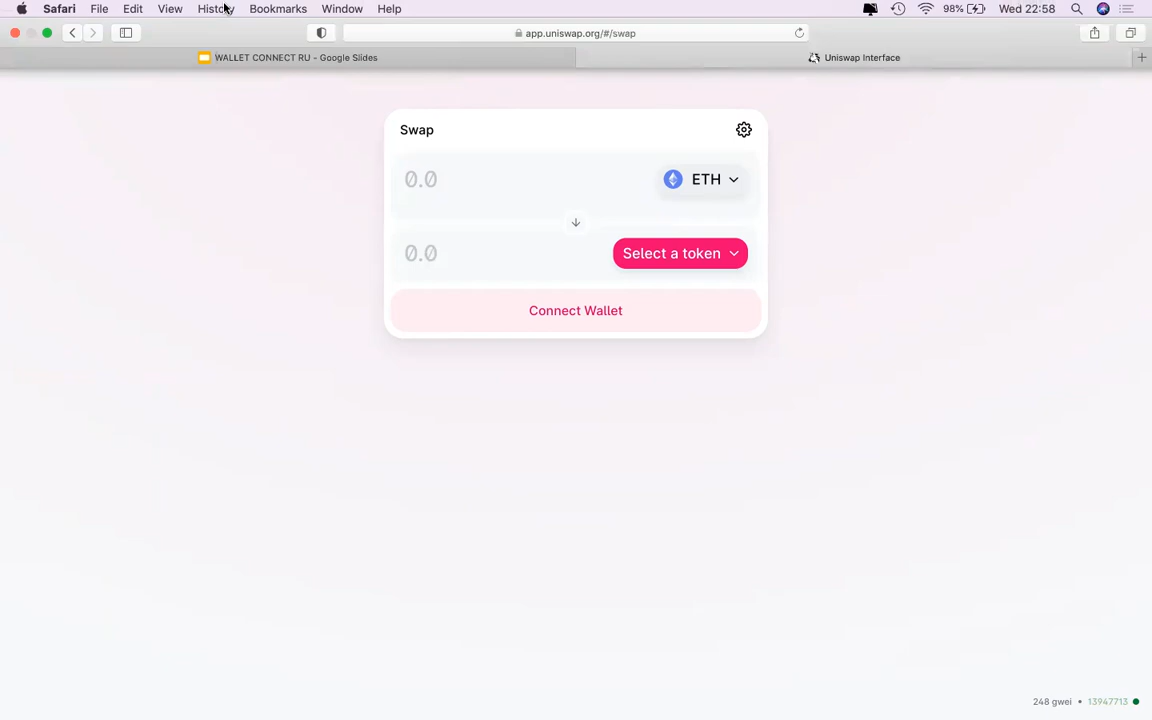 Safari File Edit View History Bookmarks Window Help 98% Wed 22:58
app.uniswap.org/#/swap
WALLET CONNECT RU - Google Slides Uniswap Interface
Swap
0.0 ETH
0.0 Select a token
Connect Wallet
248 gwei • 13947713